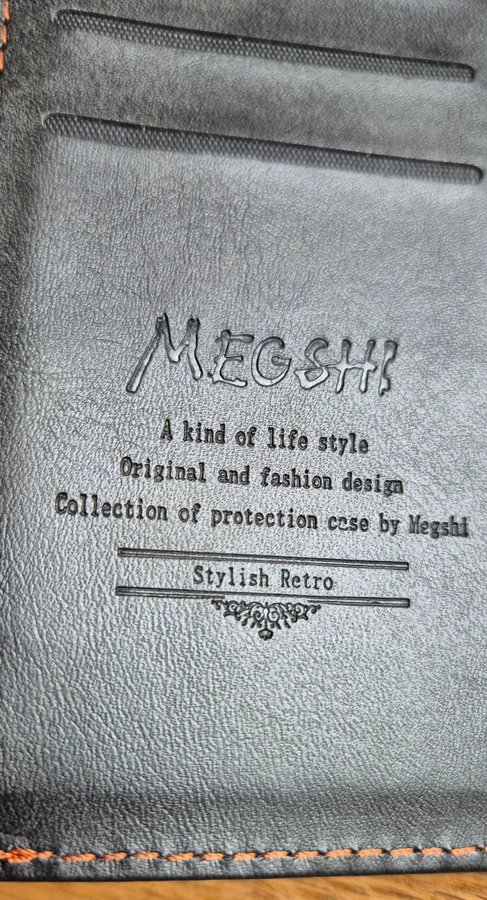 MEGSHI
A kind of life style
Original and fashion design
Collection of protection case by Megshi
Stylish Retro